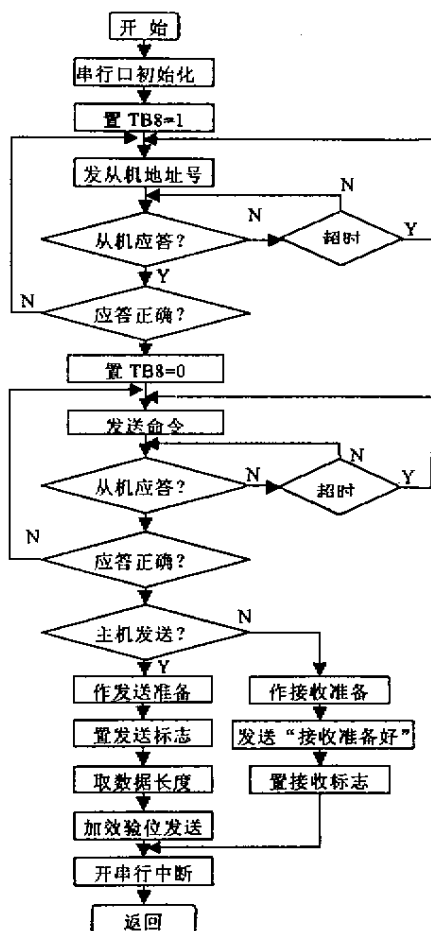 开 始
串行口初始化
置 TB8=1
发从机地址号
N
从机应答？
N
超时
Y
Y
N
应答正确？
置 TB8=0
发送命令
N
从机应答？
N
超时
Y
N
应答正确？
主机发送？
N
Y
作发送准备
作接收准备
置发送标志
发送“接收准备好”
取数据长度
置接收标志
加效验位发送
开串行中断
返回